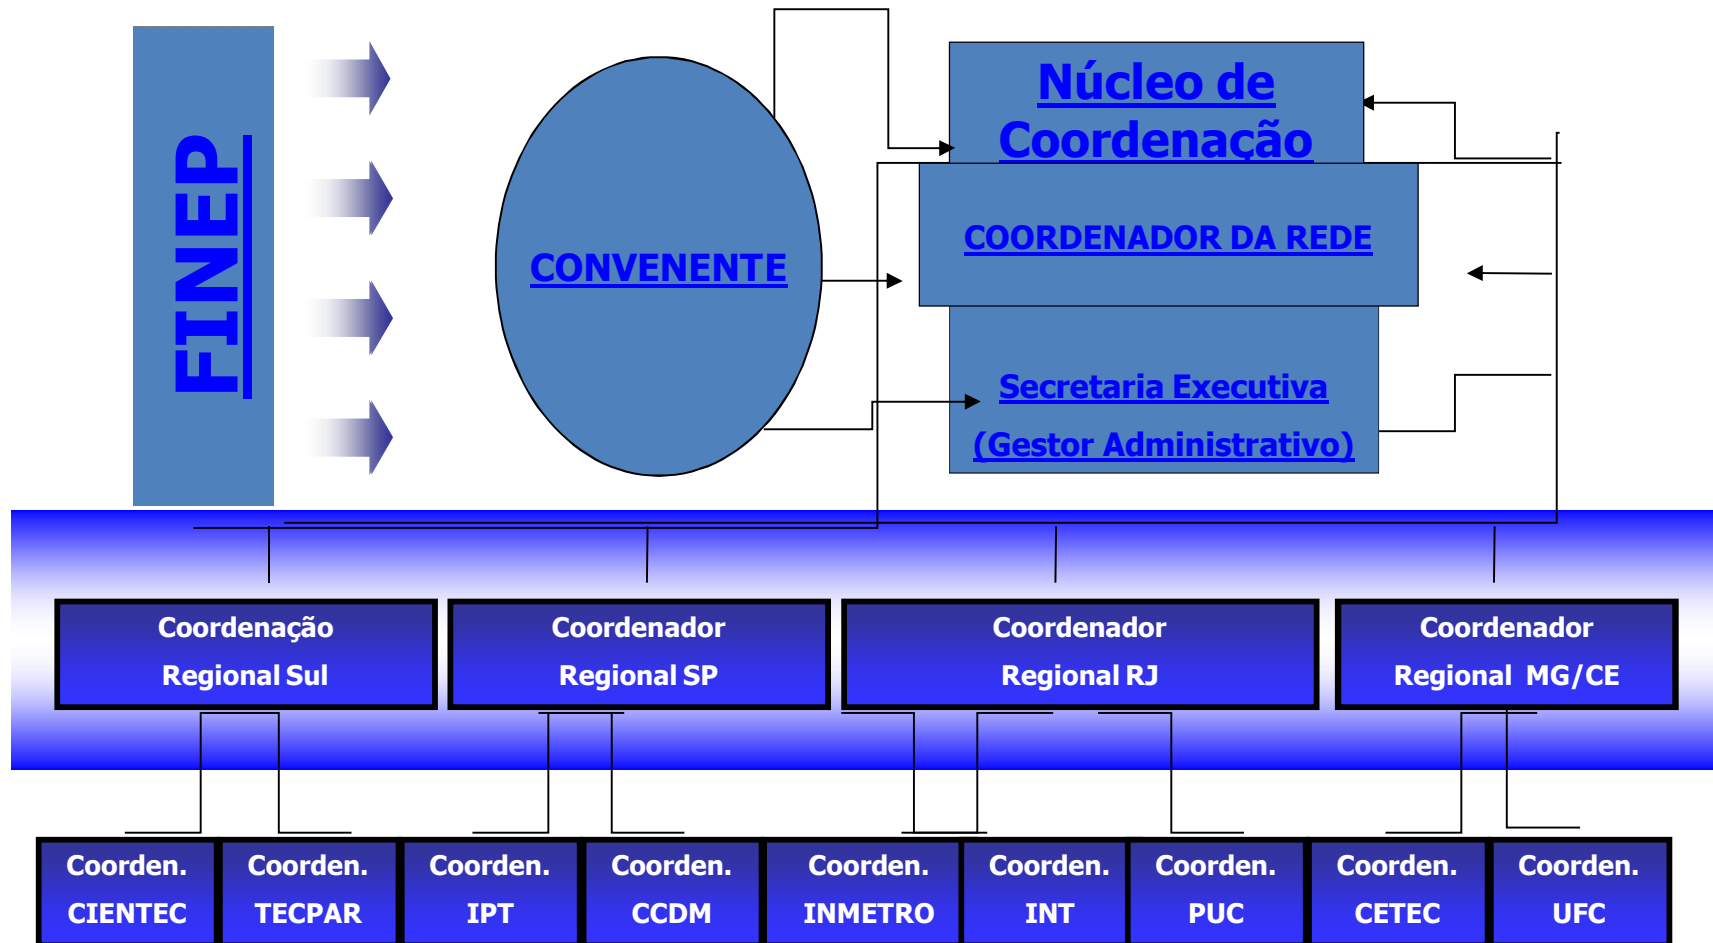 FINEP
CONVENENTE
Núcleo de
Coordenação
COORDENADOR DA REDE
Secretaria Executiva
(Gestor Administrativo)
Coordenação
Regional Sul
Coordenador
Regional SP
Coordenador
Regional RJ
Coordenador
Regional MG/CE
Coorden.
CIENTEC
Coorden.
TECPAR
Coorden.
IPT
Coorden.
CCDM
Coorden.
INMETRO
Coorden.
INT
Coorden.
PUC
Coorden.
CETEC
Coorden.
UFC